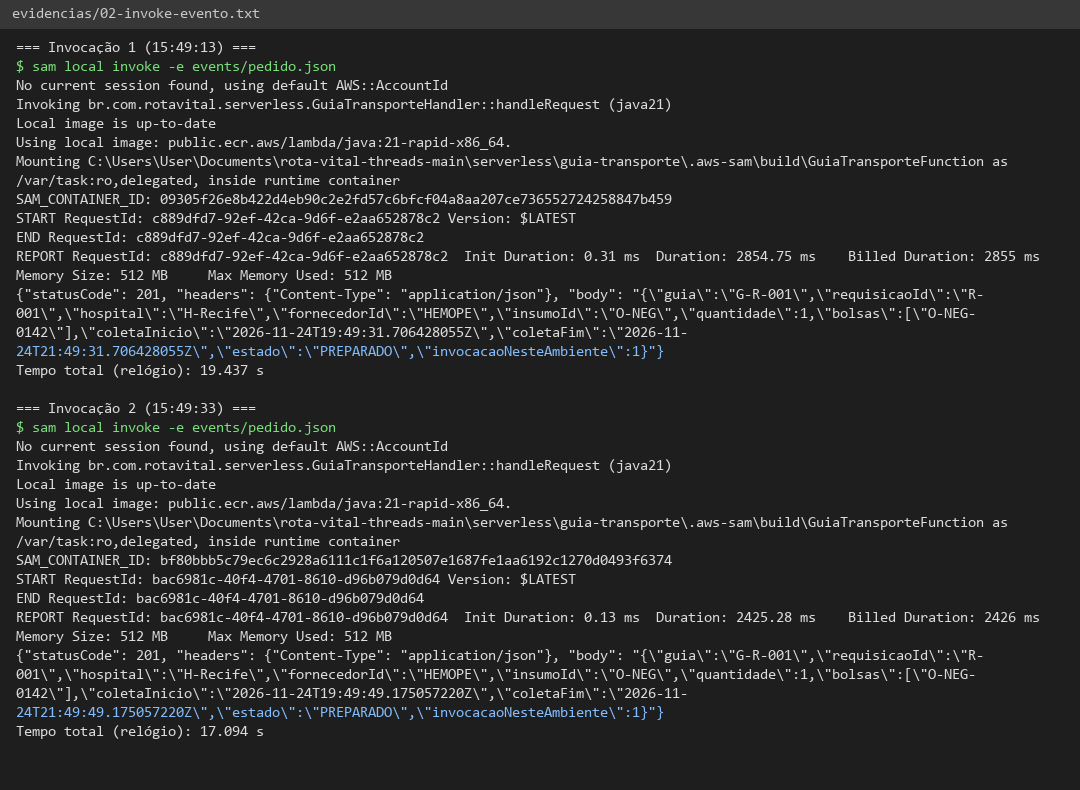 evidencias/02-invoke-evento.txt
=== Invocação 1 (15:49:13) ===
$ sam local invoke -e events/pedido.json
No current session found, using default AWS::AccountId
Invoking br.com.rotavital.serverless.GuiaTransporteHandler::handleRequest (java21)
Local image is up-to-date
Using local image: public.ecr.aws/lambda/java:21-rapid-x86_64.
Mounting C:\Users\User\Documents\rota-vital-threads-main\serverless\guia-transporte\.aws-sam\build\GuiaTransporteFunction as
/var/task:ro,delegated, inside runtime container
SAM_CONTAINER_ID: 09305f26e8b422d4eb90c2e2fd57c6bfcf04a8aa207ce736552724258847b459
START RequestId: c889dfd7-92ef-42ca-9d6f-e2aa652878c2 Version: $LATEST
END RequestId: c889dfd7-92ef-42ca-9d6f-e2aa652878c2
REPORT RequestId: c889dfd7-92ef-42ca-9d6f-e2aa652878c2  Init Duration: 0.31 ms  Duration: 2854.75 ms    Billed Duration: 2855 ms
Memory Size: 512 MB     Max Memory Used: 512 MB
{"statusCode": 201, "headers": {"Content-Type": "application/json"}, "body": "{\"guia\":\"G-R-001\",\"requisicaoId\":\"R-
001\",\"hospital\":\"H-Recife\",\"fornecedorId\":\"HEMOPE\",\"insumoId\":\"O-NEG\",\"quantidade\":1,\"bolsas\":[\"O-NEG-
0142\"],\"coletaInicio\":\"2026-11-24T19:49:31.706428055Z\",\"coletaFim\":\"2026-11-
24T21:49:31.706428055Z\",\"estado\":\"PREPARADO\",\"invocacaoNesteAmbiente\":1}"}
Tempo total (relógio): 19.437 s
=== Invocação 2 (15:49:33) ===
$ sam local invoke -e events/pedido.json
No current session found, using default AWS::AccountId
Invoking br.com.rotavital.serverless.GuiaTransporteHandler::handleRequest (java21)
Local image is up-to-date
Using local image: public.ecr.aws/lambda/java:21-rapid-x86_64.
Mounting C:\Users\User\Documents\rota-vital-threads-main\serverless\guia-transporte\.aws-sam\build\GuiaTransporteFunction as
/var/task:ro,delegated, inside runtime container
SAM_CONTAINER_ID: bf80bbb5c79ec6c2928a6111c1f6a120507e1687fe1aa6192c1270d0493f6374
START RequestId: bac6981c-40f4-4701-8610-d96b079d0d64 Version: $LATEST
END RequestId: bac6981c-40f4-4701-8610-d96b079d0d64
REPORT RequestId: bac6981c-40f4-4701-8610-d96b079d0d64  Init Duration: 0.13 ms  Duration: 2425.28 ms    Billed Duration: 2426 ms
Memory Size: 512 MB     Max Memory Used: 512 MB
{"statusCode": 201, "headers": {"Content-Type": "application/json"}, "body": "{\"guia\":\"G-R-001\",\"requisicaoId\":\"R-
001\",\"hospital\":\"H-Recife\",\"fornecedorId\":\"HEMOPE\",\"insumoId\":\"O-NEG\",\"quantidade\":1,\"bolsas\":[\"O-NEG-
0142\"],\"coletaInicio\":\"2026-11-24T19:49:49.175057220Z\",\"coletaFim\":\"2026-11-
24T21:49:49.175057220Z\",\"estado\":\"PREPARADO\",\"invocacaoNesteAmbiente\":1}"}
Tempo total (relógio): 17.094 s